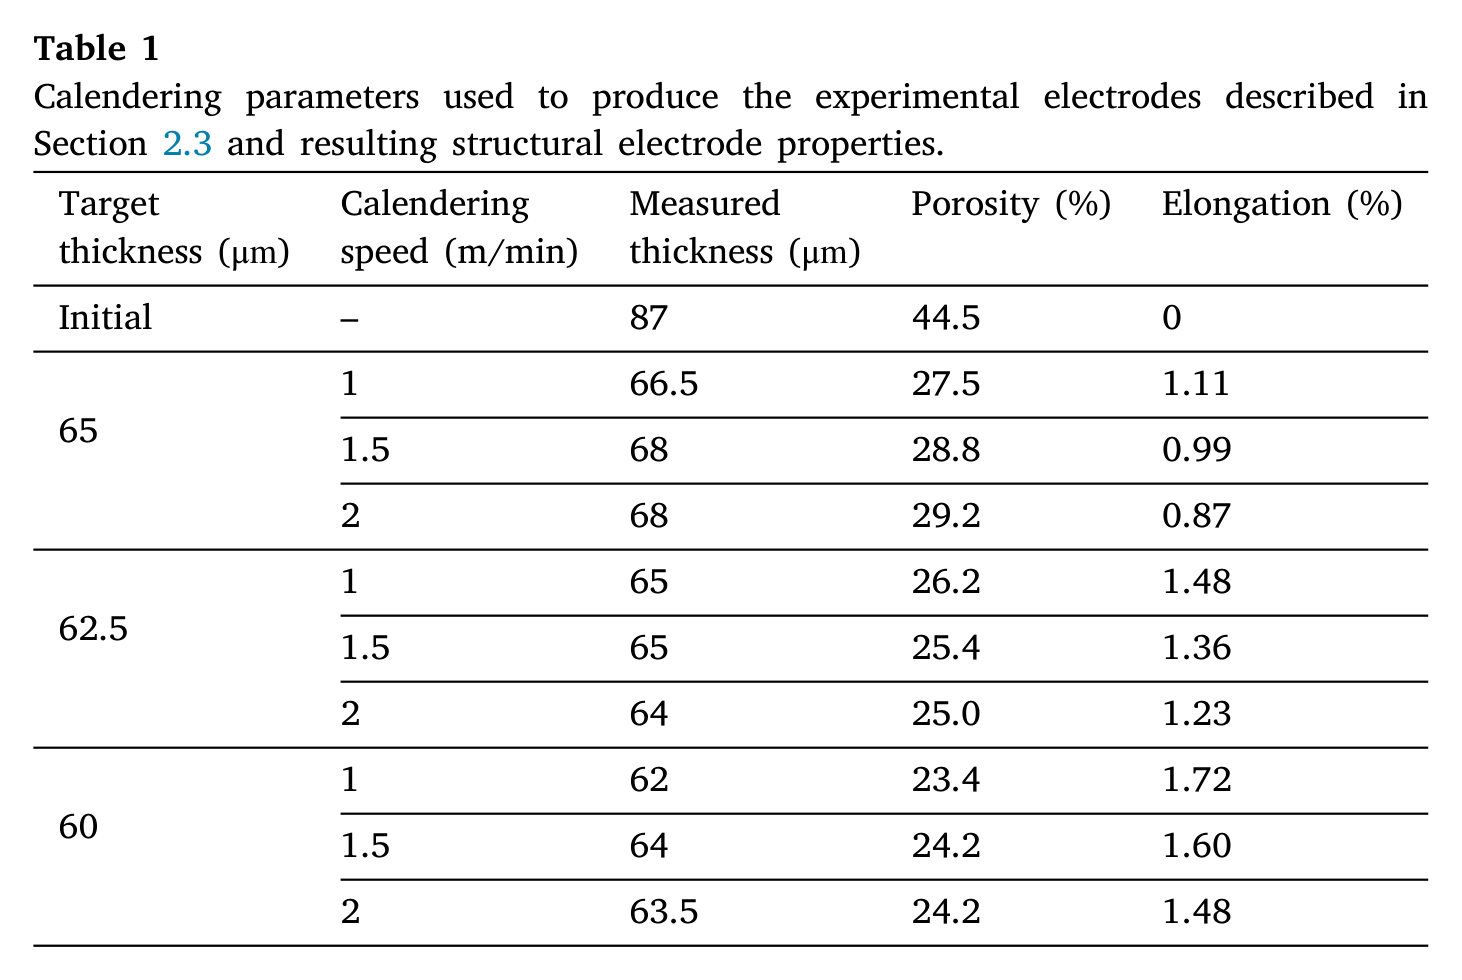 Table 1
Calendering parameters used to produce the experimental electrodes described in
Section 2.3 and resulting structural electrode properties.
Target thickness (μm) Calendering speed (m/min) Measured thickness (μm) Porosity (%) Elongation (%)
Initial – 87 44.5 0
65 1 66.5 27.5 1.11
1.5 68 28.8 0.99
2 68 29.2 0.87
62.5 1 65 26.2 1.48
1.5 65 25.4 1.36
2 64 25.0 1.23
60 1 62 23.4 1.72
1.5 64 24.2 1.60
2 63.5 24.2 1.48